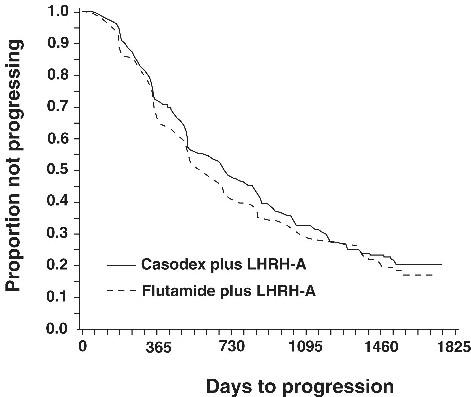 1.0
0.9
0.8
0.7
0.6
0.5
0.4
0.3
0.2
0.1
0.0
Proportion not progressing
Casodex plus LHRH-A
Flutamide plus LHRH-A
0 365 730 1095 1460 1825
Days to progression